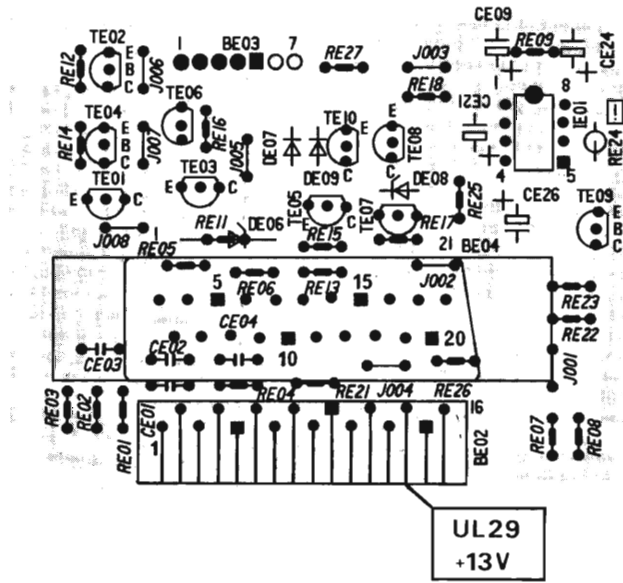 CE09
TE02
1 BE03 7
RE09
CE24
RE12
E
B
C
J006
RE27
J003
TE06
RE18
1
8
CE21
IE01
TE04
RE14
E
B
C
J007
E
C
RE16
J005
DE07
TE10
E
C
E
C
TE08
RE24
4
5
TE01
E
C
TE03
E
C
DE09
DE08
RE25
CE26
TE09
E
B
C
TE05
E
C
TE07
E
C
RE17
J008
1
RE11
DE06
RE15
21
BE04
RE05
5
RE06
RE13
15
J002
RE23
RE22
CE04
10
20
CE03
CE02
J001
RE03
RE02
RE01
CE01
RE04
RE21
J004
RE26
16
1
BE02
RE07
RE08
UL29
+13V